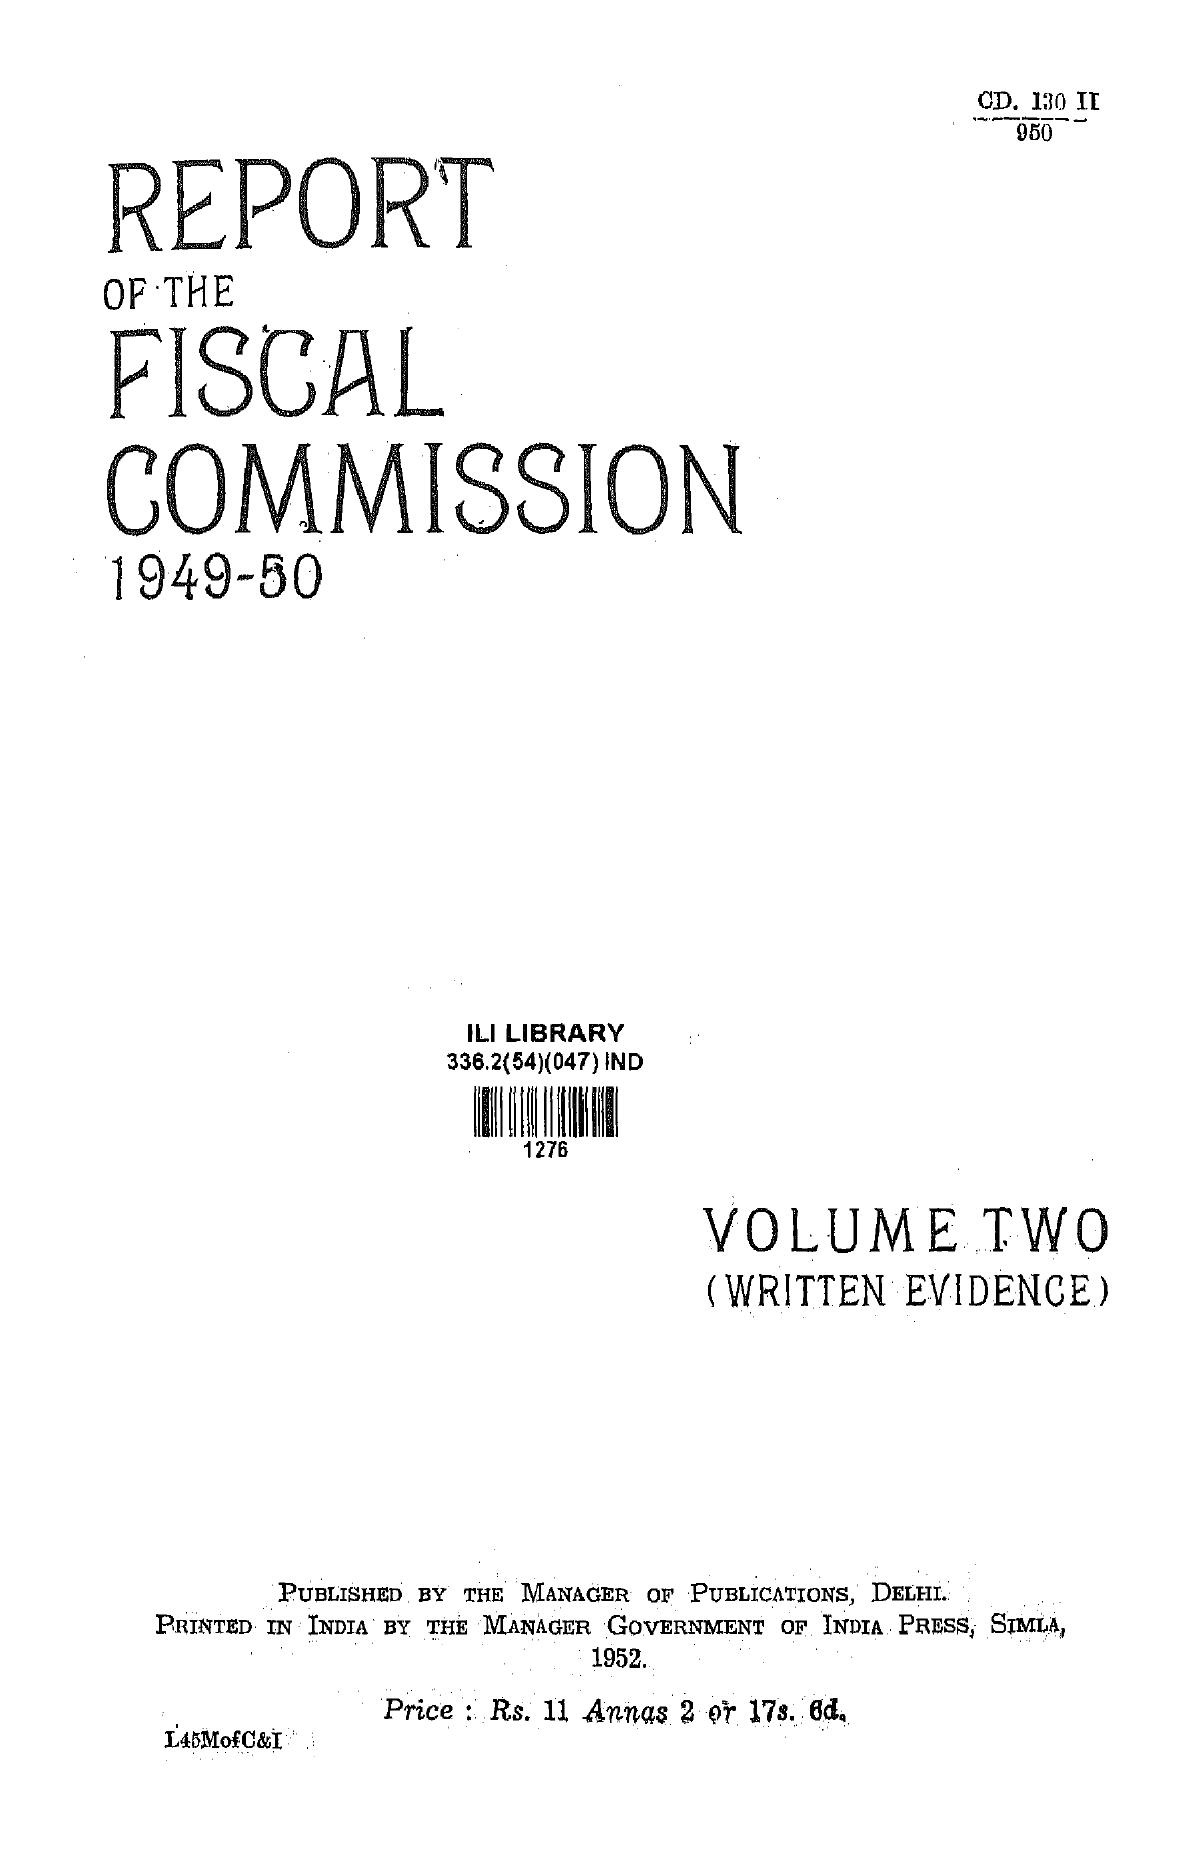 CD. 130 II
950
REPORT
OF THE
FISCAL
COMMISSION
1949-50
ILI LIBRARY
336.2(54)(047) IND
1276
VOLUME TWO
(WRITTEN EVIDENCE)
PUBLISHED BY THE MANAGER OF PUBLICATIONS, DELHI.
PRINTED IN INDIA BY THE MANAGER GOVERNMENT OF INDIA PRESS, SIMLA,
1952.
Price : Rs. 11 Annas 2 or 17s. 6d.
L45MofC&I